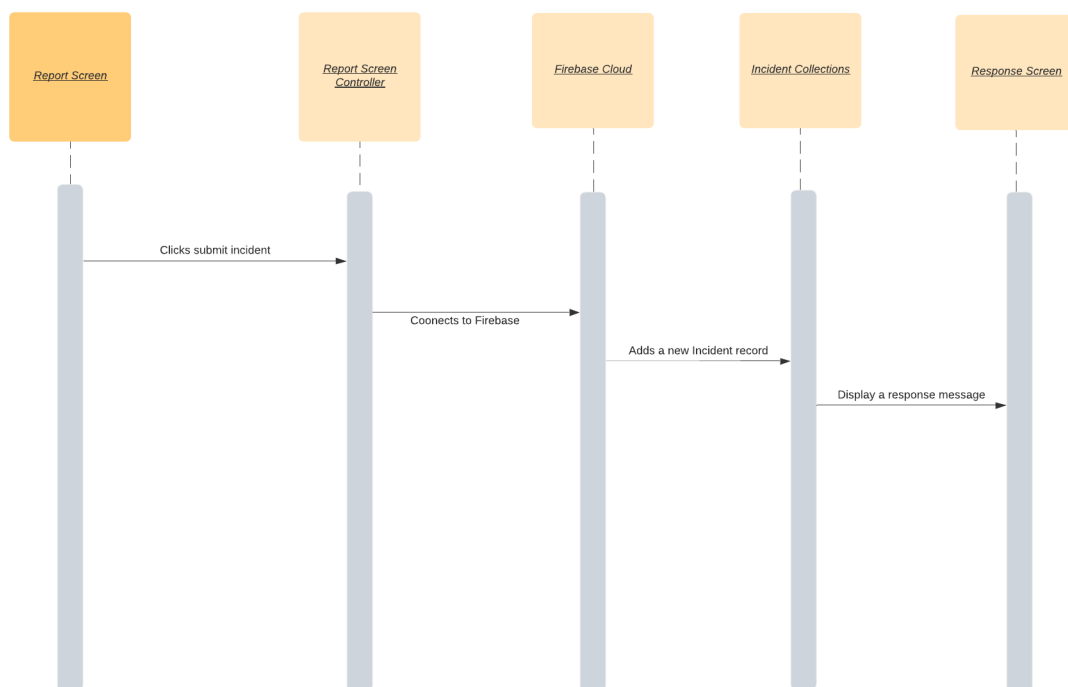 Report Screen
Report Screen
Controller
Firebase Cloud
Incident Collections
Response Screen
Clicks submit incident
Coonects to Firebase
Adds a new Incident record
Display a response message